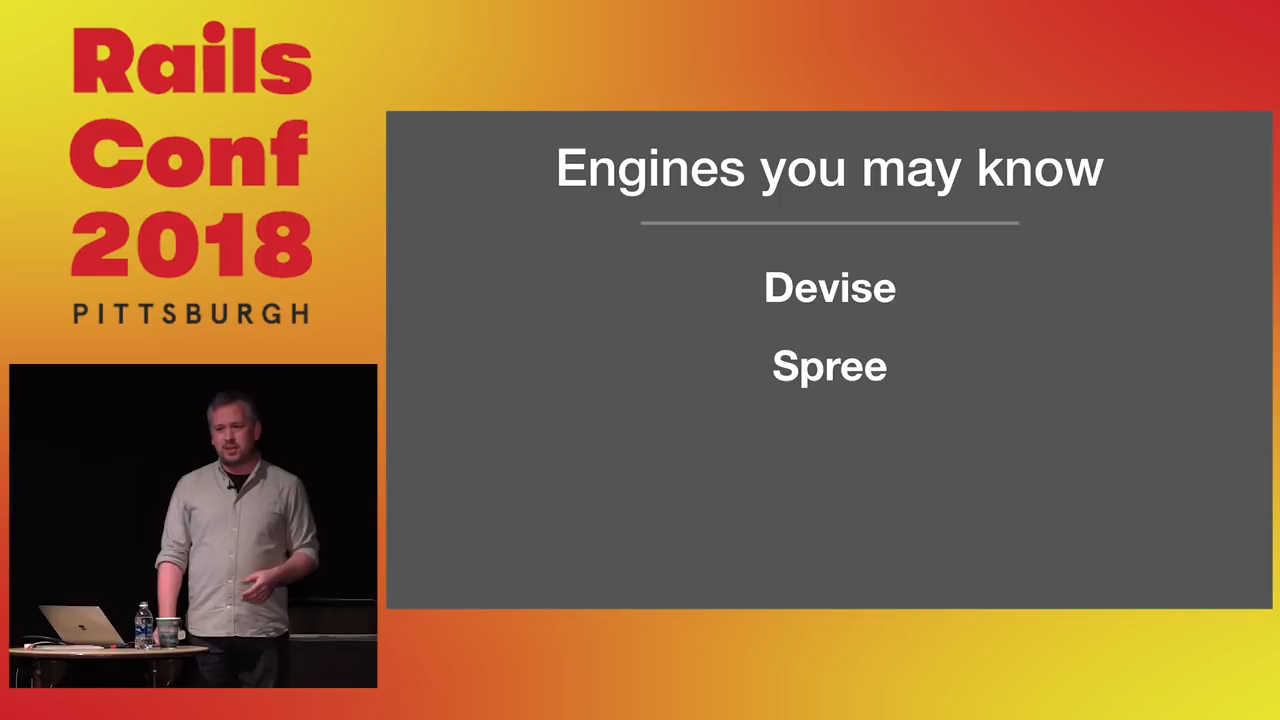 Rails
Conf
2018
PITTSBURGH
Engines you may know
Devise
Spree